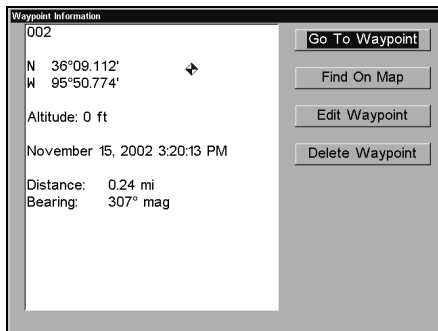 Waypoint Information
002
N 36°09.112'
W 95°50.774'
Altitude: 0 ft
November 15, 2002 3:20:13 PM
Distance: 0.24 mi
Bearing: 307° mag
Go To Waypoint
Find On Map
Edit Waypoint
Delete Waypoint